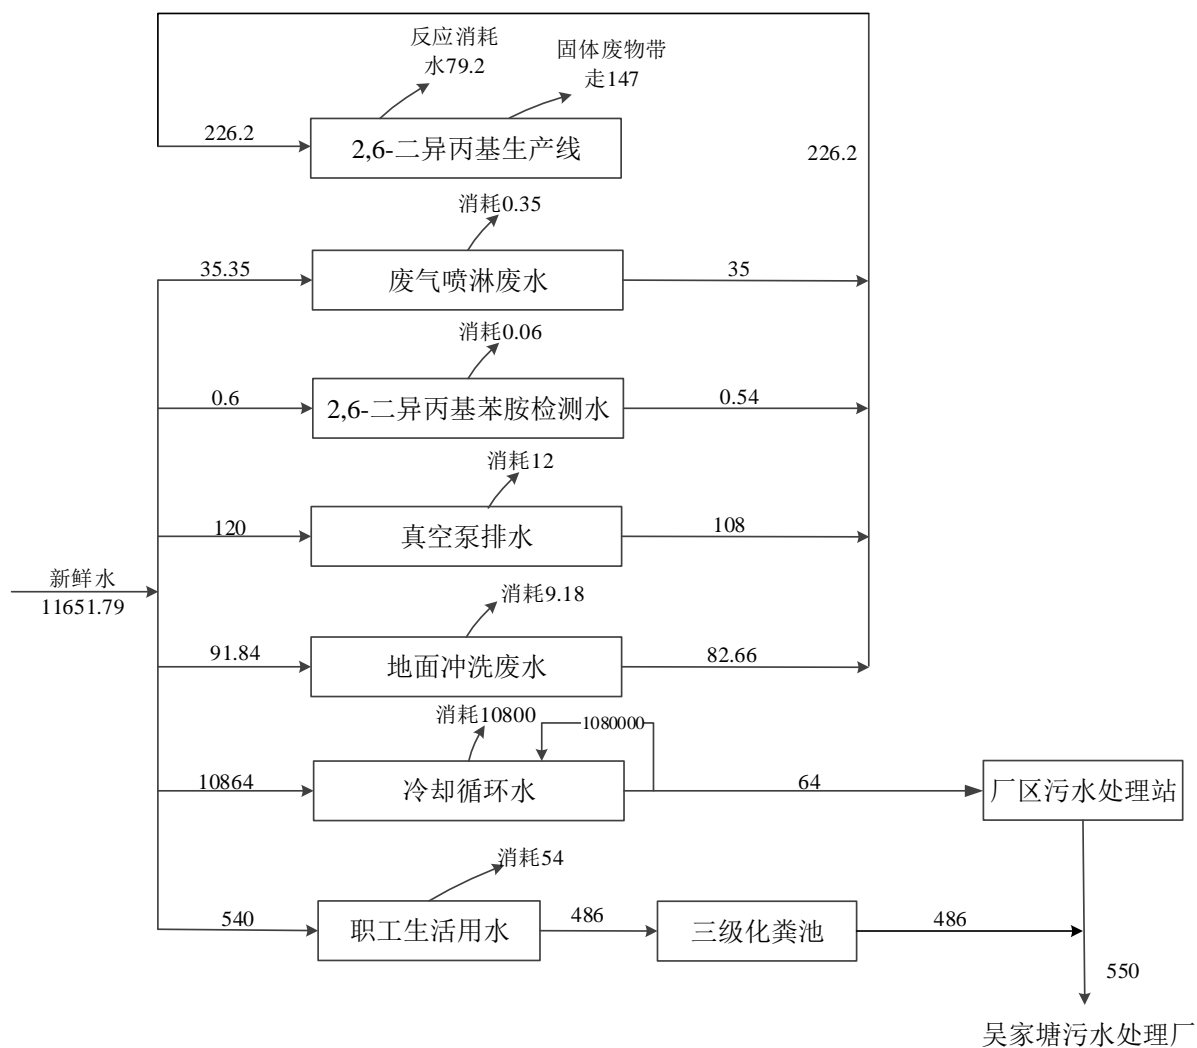 反应消耗
水79.2
固体废物带
走147
226.2
2,6-二异丙基生产线
226.2
消耗0.35
35.35
废气喷淋废水
35
消耗0.06
0.6
2,6-二异丙基苯胺检测水
0.54
消耗12
120
真空泵排水
108
新鲜水
11651.79
消耗9.18
91.84
地面冲洗废水
82.66
消耗10800
1080000
10864
冷却循环水
64
厂区污水处理站
消耗54
540
职工生活用水
486
三级化粪池
486
550
吴家塘污水处理厂